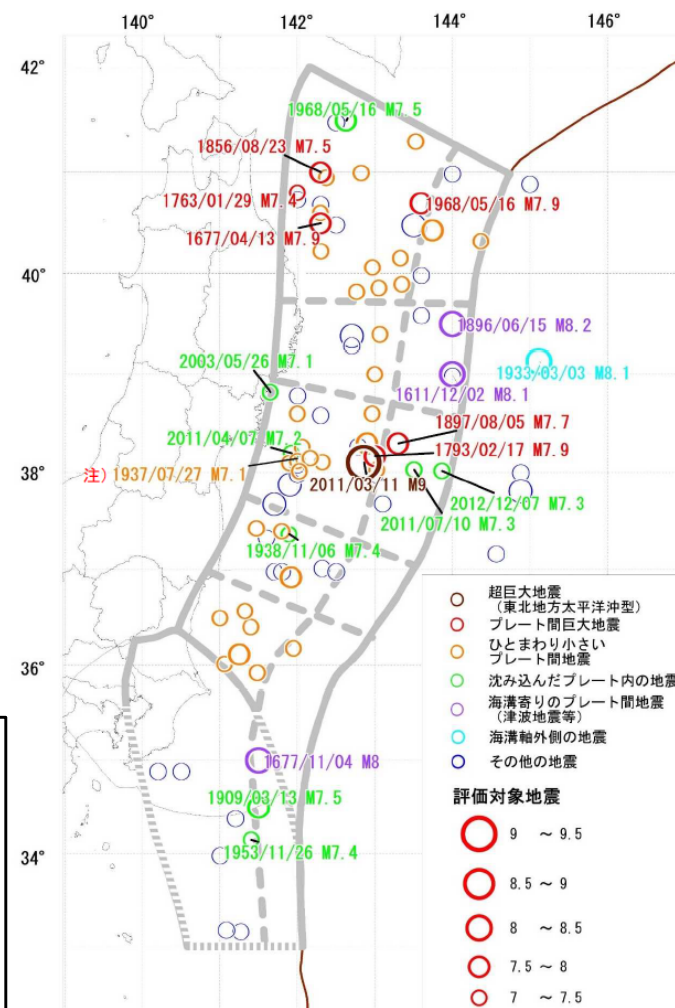 140° 142° 144° 146°
42°
1968/05/16 M7.5
1856/08/23 M7.5
1763/01/29 M7.4
1968/05/16 M7.9
1677/04/13 M7.9
40°
1896/06/15 M8.2
2003/05/26 M7.1
1933/03/03 M8.1
1611/12/02 M8.1
1897/08/05 M7.7
2011/04/07 M7.2
1793/02/17 M7.9
注) 1937/07/27 M7.1
38°
2011/03/11 M9
2012/12/07 M7.3
2011/07/10 M7.3
1938/11/06 M7.4
36°
1677/11/04 M8
1909/03/13 M7.5
34°
1953/11/26 M7.4
超巨大地震
(東北地方太平洋沖型)
プレート間巨大地震
ひとまわり小さい
プレート間地震
沈み込んだプレート内の地震
海溝寄りのプレート間地震
(津波地震等)
海溝軸外側の地震
その他の地震
評価対象地震
9 ～ 9.5
8.5 ～ 9
8 ～ 8.5
7.5 ～ 8
7 ～ 7.5